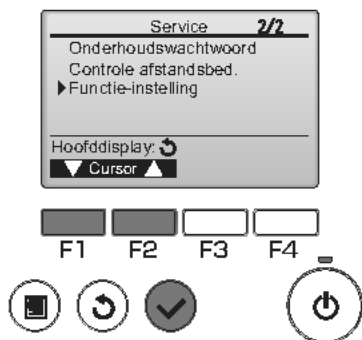 Service 2/2
Onderhoudswachtwoord
Controle afstandsbed.
Functie-instelling
Hoofddisplay:
Cursor
F1 F2 F3 F4